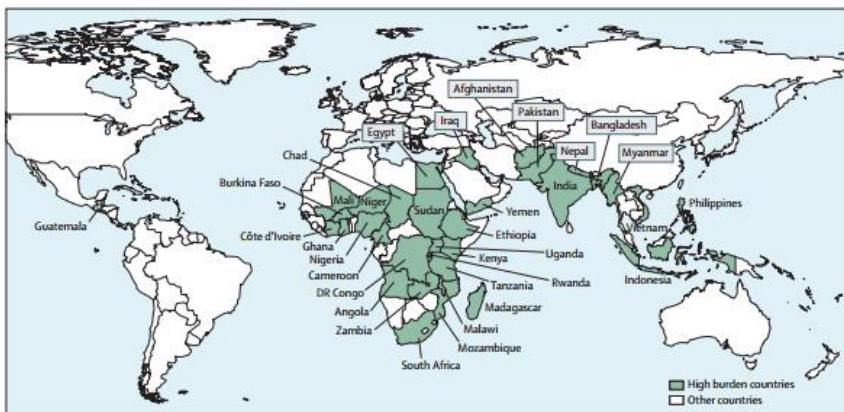 Afghanistan
Pakistan
Iraq
Bangladesh
Egypt
Nepal
Chad
Myanmar
Burkina Faso
Mali
Niger
India
Philippines
Guatemala
Sudan
Yemen
Vietnam
Côte d'Ivoire
Ethiopia
Ghana
Uganda
Nigeria
Kenya
Cameroon
Tanzania
Rwanda
Indonesia
DR Congo
Madagascar
Angola
Zambia
Malawi
Mozambique
South Africa
High burden countries
Other countries